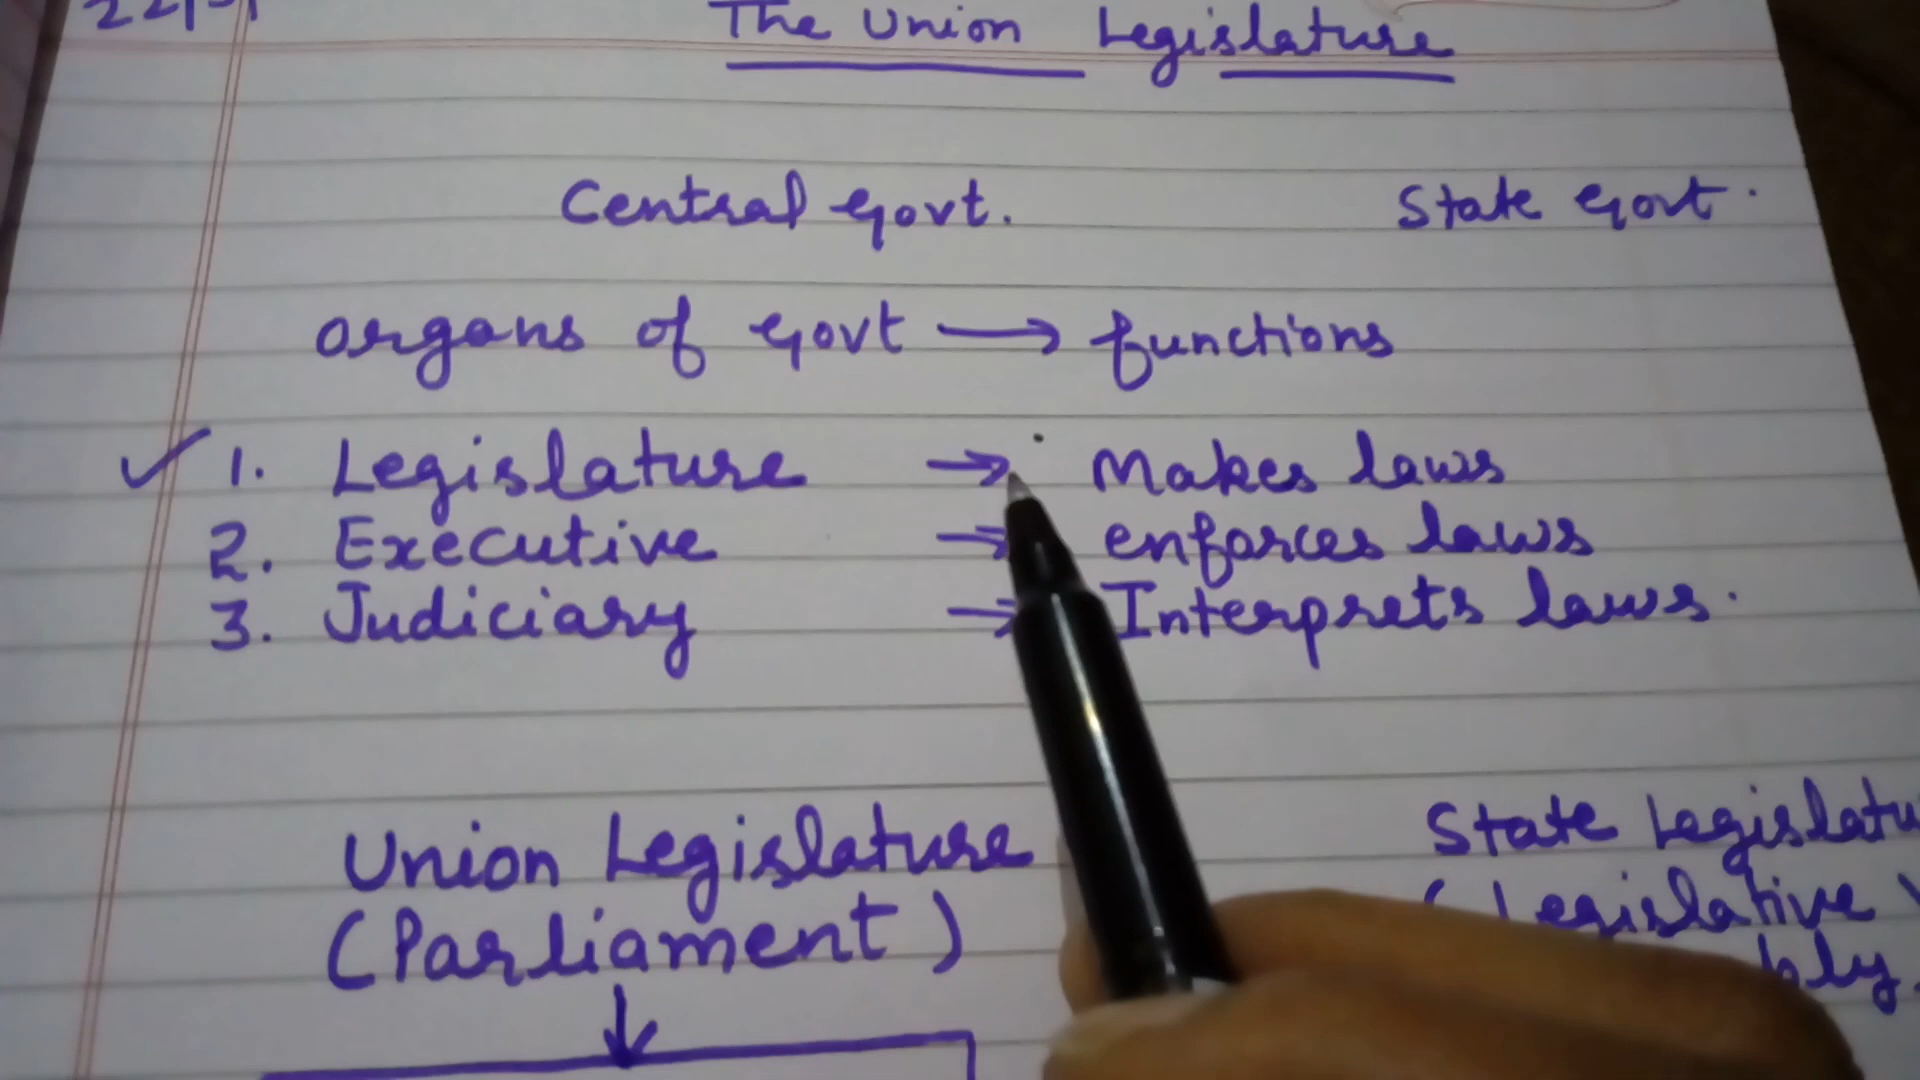 The Union Legislature
Central Govt. State Govt.
organs of Govt → functions
✓ 1. Legislature → Makes laws
2. Executive → enforces laws
3. Judiciary → Interprets laws.
Union Legislature State
(Parliament) (Legislative